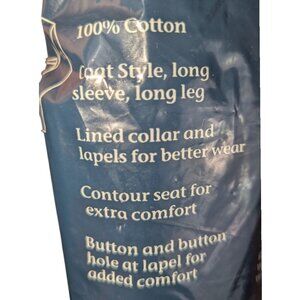 100% Cotton
Coat Style, long
sleeve, long leg
Lined collar and
lapels for better wear
Contour seat for
extra comfort
Button and button
hole at lapel for
added comfort